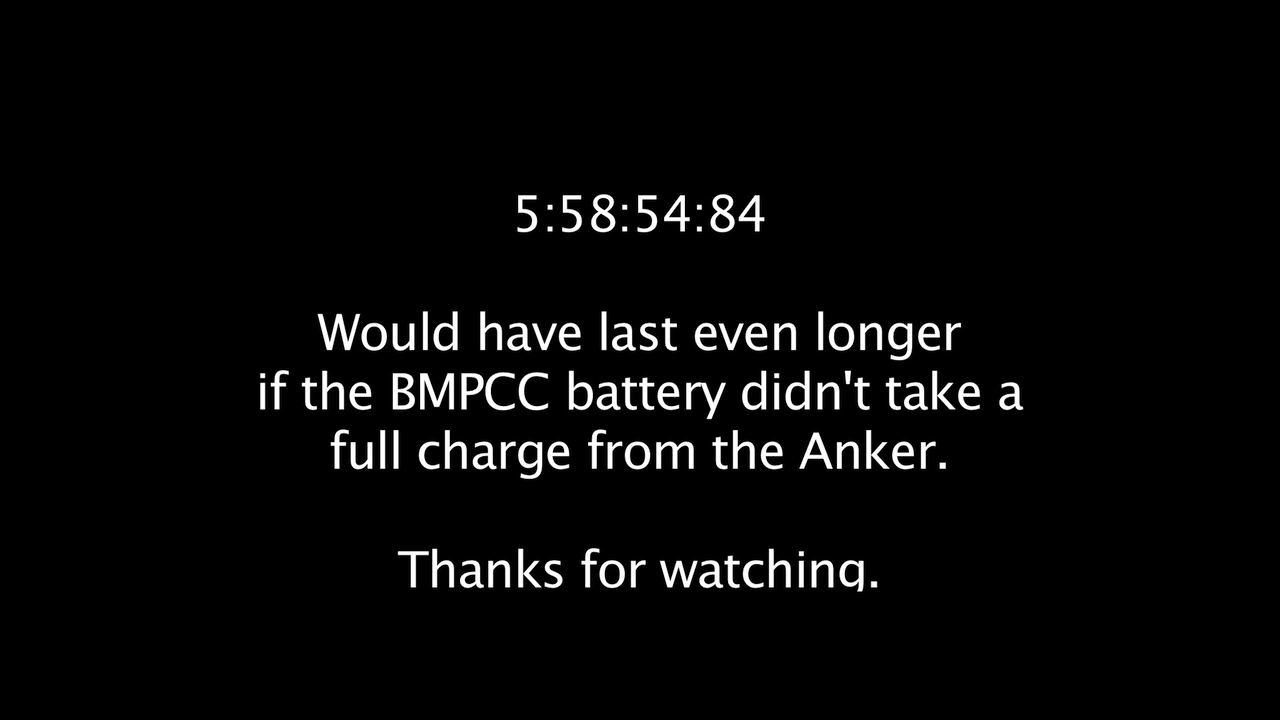 5:58:54:84
Would have last even longer
if the BMPCC battery didn't take a
full charge from the Anker.
Thanks for watching.